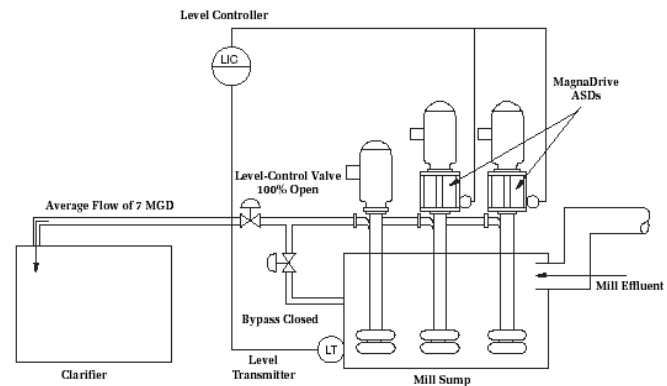 Level Controller
LIC
MagnaDrive
ASDs
Level-Control Valve
100% Open
Average Flow of 7 MGD
Mill Effluent
Bypass Closed
LT
Level
Transmitter
Clarifier
Mill Sump